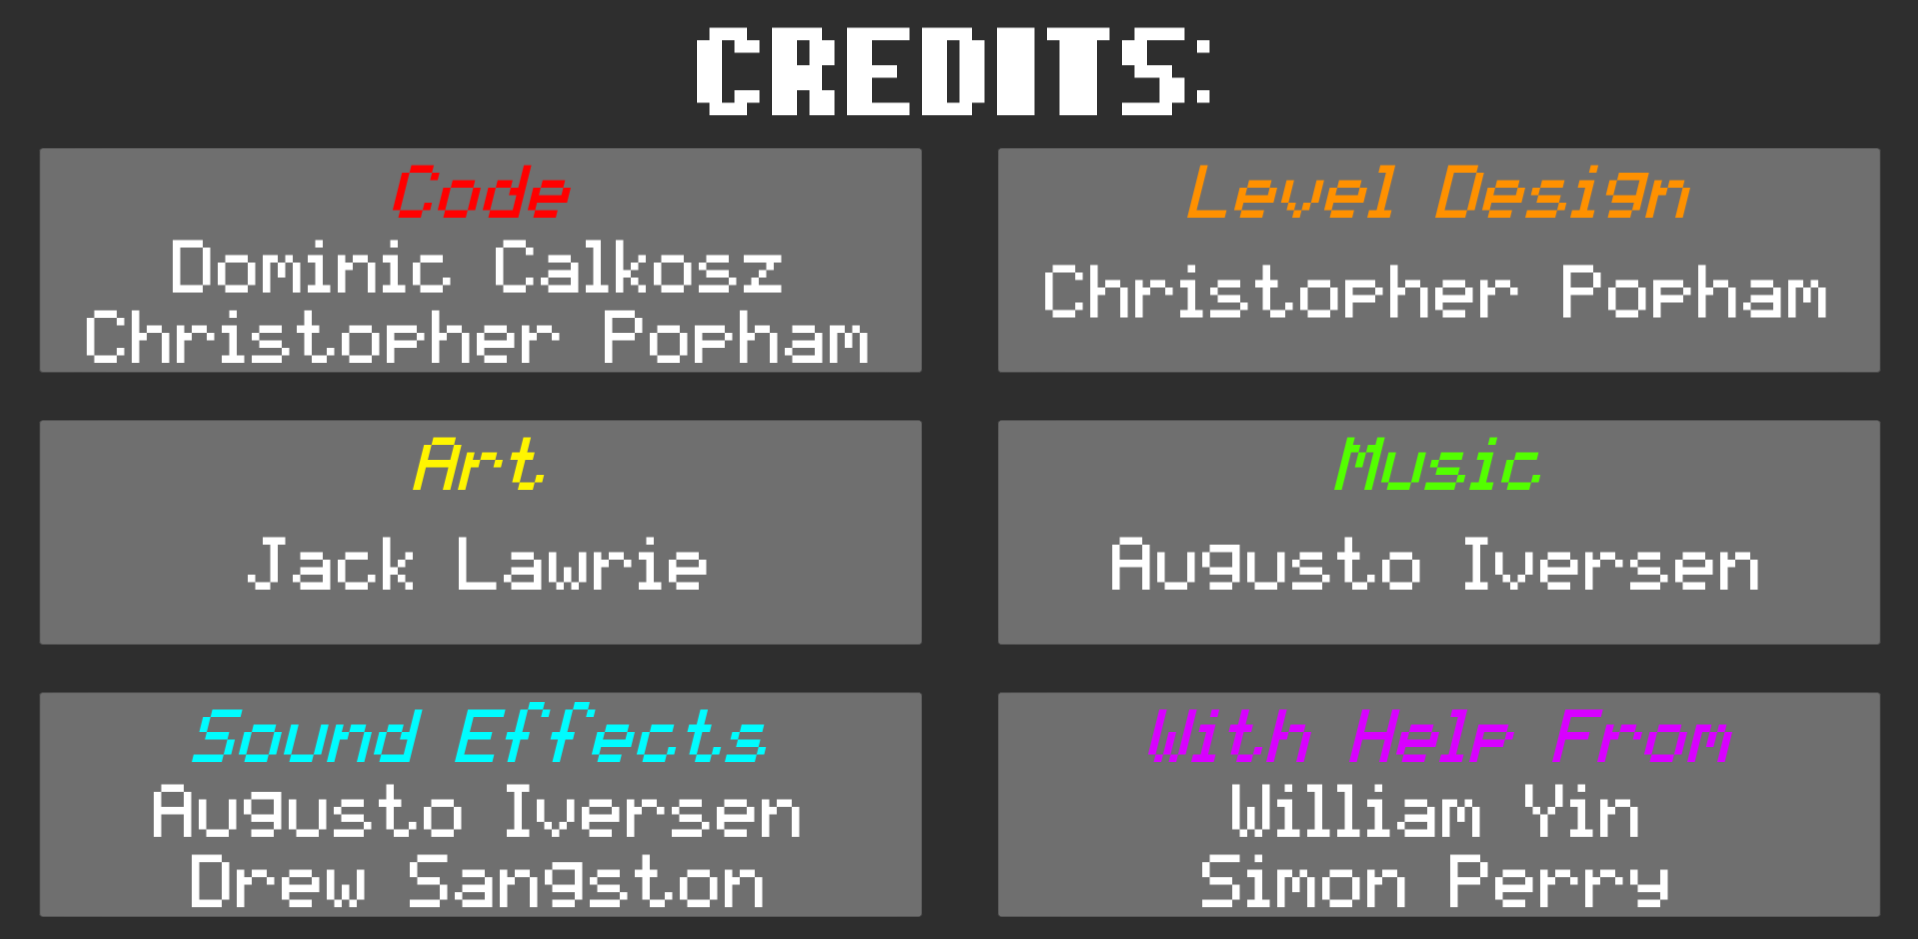 CREDITS:
Code
Dominic Calkosz
Christopher Popham
Level Design
Christopher Popham
Art
Jack Lawrie
Music
Augusto Iversen
Sound Effects
Augusto Iversen
Drew Sangston
With Help From
William Yin
Simon Perry